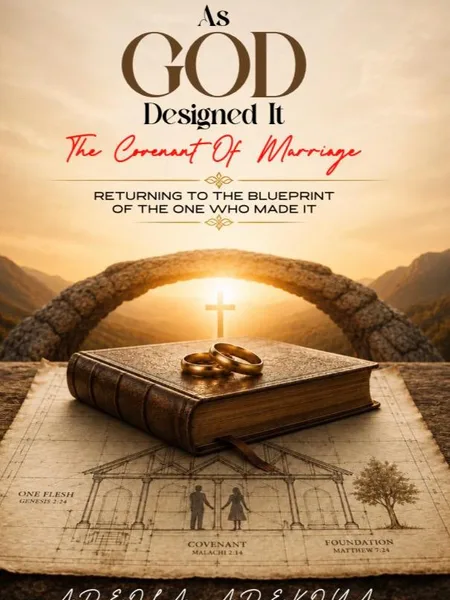 As
GOD
Designed It
The Covenant Of Marriage
RETURNING TO THE BLUEPRINT
OF THE ONE WHO MADE IT
ONE FLESH
GENESIS 2:24
COVENANT
MALACHI 2:14
FOUNDATION
MATTHEW 7:24